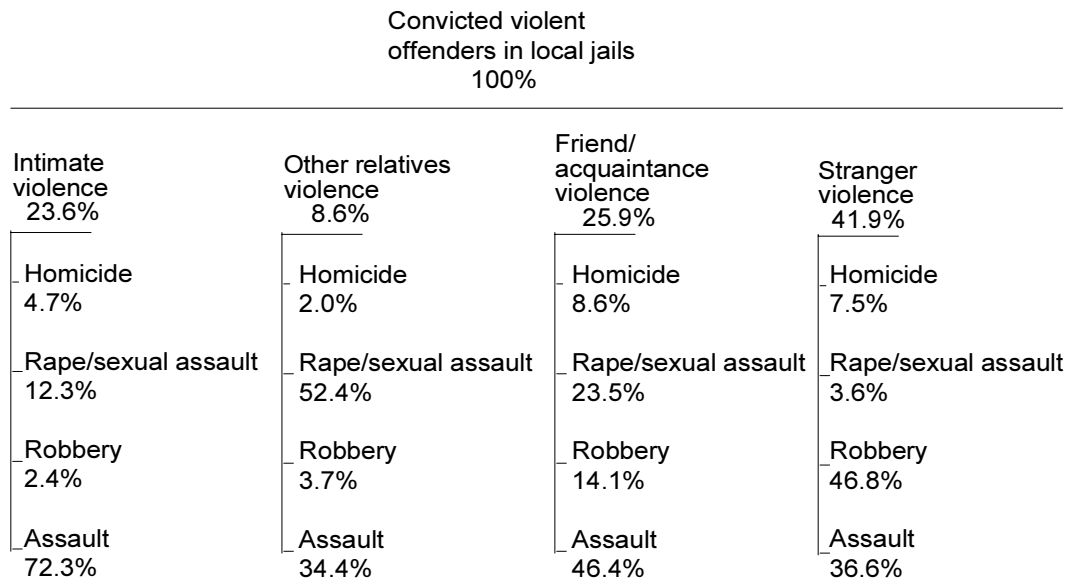 Convicted violent
offenders in local jails
100%
Intimate
violence
23.6%
Homicide
4.7%
Rape/sexual assault
12.3%
Robbery
2.4%
Assault
72.3%
Other relatives
violence
8.6%
Homicide
2.0%
Rape/sexual assault
52.4%
Robbery
3.7%
Assault
34.4%
Friend/
acquaintance
violence
25.9%
Homicide
8.6%
Rape/sexual assault
23.5%
Robbery
14.1%
Assault
46.4%
Stranger
violence
41.9%
Homicide
7.5%
Rape/sexual assault
3.6%
Robbery
46.8%
Assault
36.6%